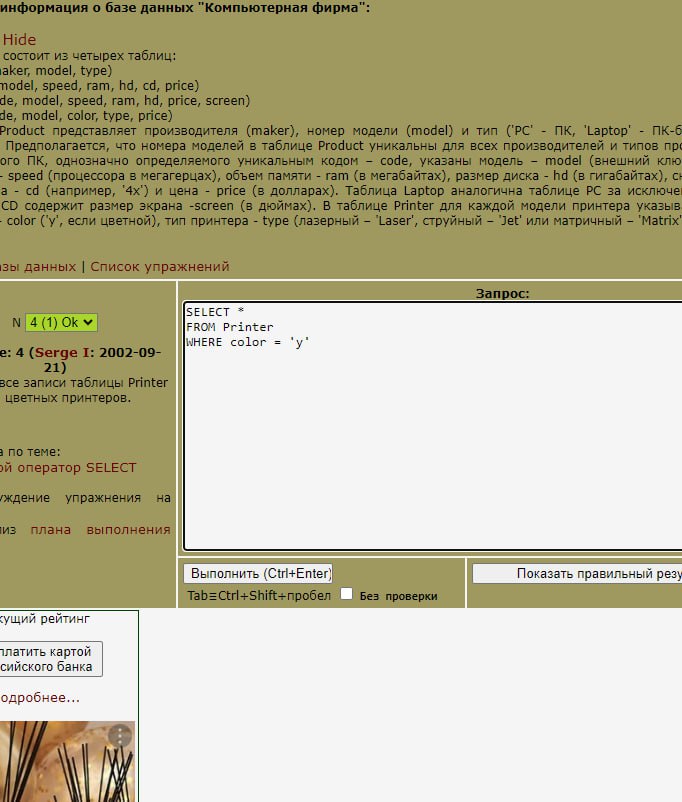 информация о базе данных "Компьютерная фирма":
Hide
состоит из четырех таблиц:
aker, model, type)
model, speed, ram, hd, cd, price)
de, model, speed, ram, hd, price, screen)
de, model, color, type, price)
Product представляет производителя (maker), номер модели (model) и тип ('PC' - ПК, 'Laptop' - ПК-б
Предполагается, что номера моделей в таблице Product уникальны для всех производителей и типов про
ого ПК, однозначно определяемого уникальным кодом – code, указаны модель – model (внешний клю
- speed (процессора в мегагерцах), объем памяти - ram (в мегабайтах), размер диска - hd (в гигабайтах), ск
а - cd (например, '4x') и цена - price (в долларах). Таблица Laptop аналогична таблице РС за исключе
CD содержит размер экрана -screen (в дюймах). В таблице Printer для каждой модели принтера указыв
- color ('y', если цветной), тип принтера - type (лазерный – 'Laser', струйный – 'Jet' или матричный – 'Matrix'
азы данных | Список упражнений
Запрос:
N 4 (1) Ok
SELECT *
FROM Printer
WHERE color = 'y'
е: 4 (Serge I: 2002-09-
21)
все записи таблицы Printer
цветных принтеров.
а по теме:
ой оператор SELECT
уждение упражнения на
лиз плана выполнения
Выполнить (Ctrl+Enter)
Показать правильный резу
Tab≡Ctrl+Shift+пробел Без проверки
кущий рейтинг
платить картой
сийского банка
одробнее...